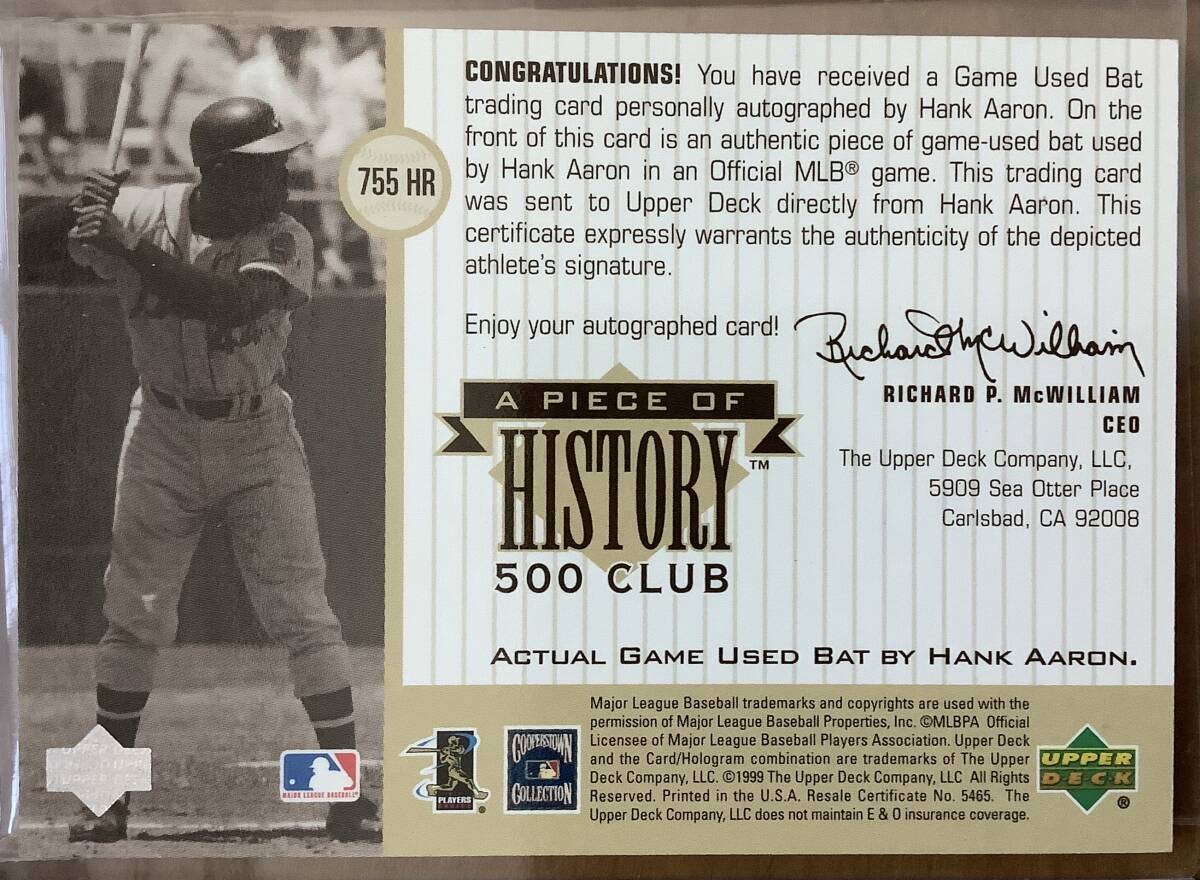 755 HR
CONGRATULATIONS! You have received a Game Used Bat
trading card personally autographed by Hank Aaron. On the
front of this card is an authentic piece of game-used bat used
by Hank Aaron in an Official MLB® game. This trading card
was sent to Upper Deck directly from Hank Aaron. This
certificate expressly warrants the authenticity of the depicted
athlete's signature.
Enjoy your autographed card!
Richard McWilliam
RICHARD P. McWILLIAM
CEO
The Upper Deck Company, LLC,
5909 Sea Otter Place
Carlsbad, CA 92008
A PIECE OF
HISTORY™
500 CLUB
ACTUAL GAME USED BAT BY HANK AARON.
Major League Baseball trademarks and copyrights are used with the
permission of Major League Baseball Properties, Inc. ©MLBPA Official
Licensee of Major League Baseball Players Association. Upper Deck
and the Card/Hologram combination are trademarks of The Upper
Deck Company, LLC. ©1999 The Upper Deck Company, LLC All Rights
Reserved. Printed in the U.S.A. Resale Certificate No. 5465. The
Upper Deck Company, LLC does not maintain E & O insurance coverage.
MAJOR LEAGUE BASEBALL
PLAYERS
CHOICE ®
COOPERSTOWN
COLLECTION
UPPER
DECK
®